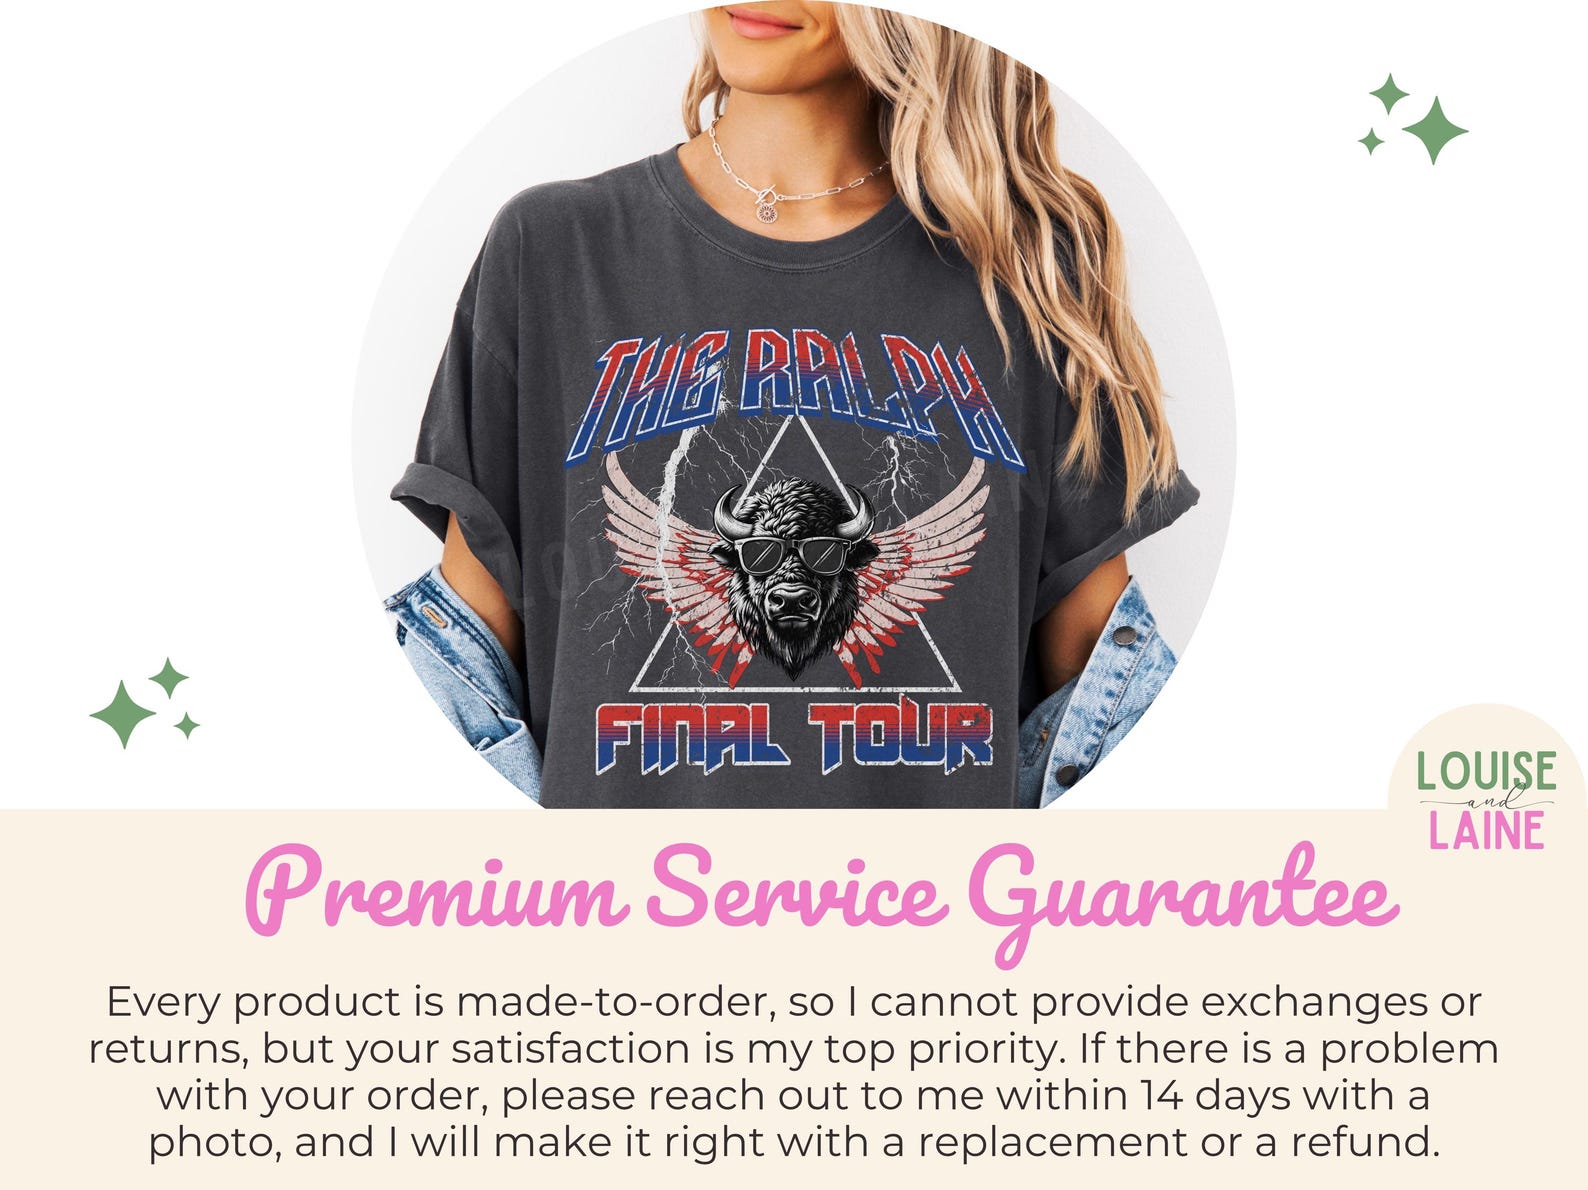 THE RALPH
FINAL TOUR
LOUISE
and
LAINE
Premium Service Guarantee
Every product is made-to-order, so I cannot provide exchanges or
returns, but your satisfaction is my top priority. If there is a problem
with your order, please reach out to me within 14 days with a
photo, and I will make it right with a replacement or a refund.